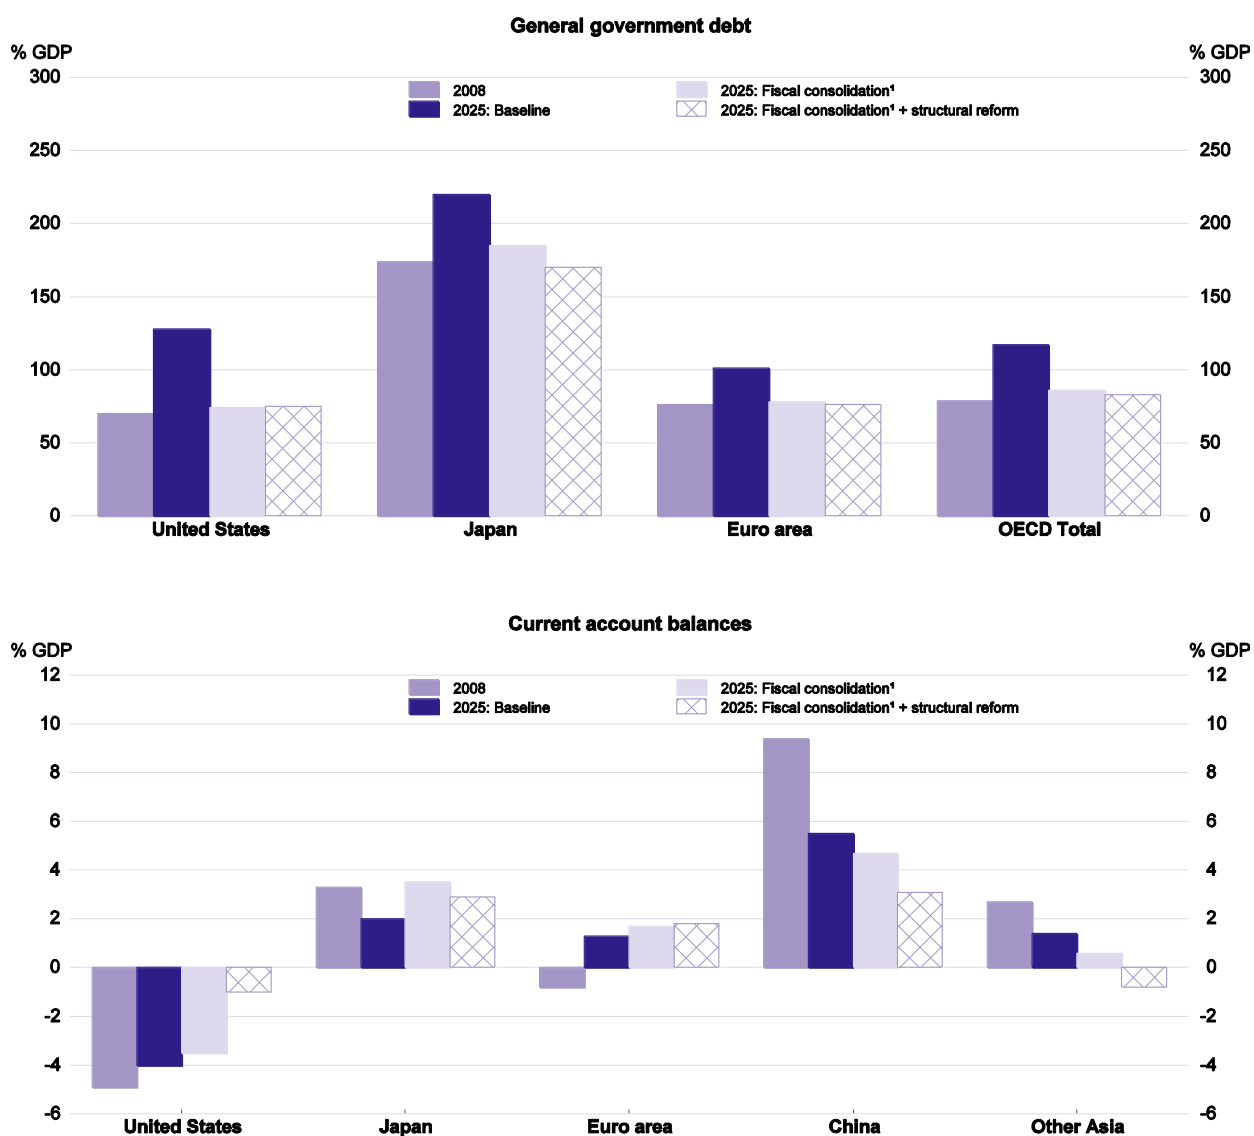 General government debt
% GDP % GDP
300 2008 2025: Fiscal consolidation¹ 300
2025: Baseline 2025: Fiscal consolidation¹ + structural reform
250 250
200 200
150 150
100 100
50 50
0 0
United States Japan Euro area OECD Total
Current account balances
% GDP % GDP
12 12
2008 2025: Fiscal consolidation¹
2025: Baseline 2025: Fiscal consolidation¹ + structural reform
10 10
8 8
6 6
4 4
2 2
0 0
-2 -2
-4 -4
-6 -6
United States Japan Euro area China Other Asia